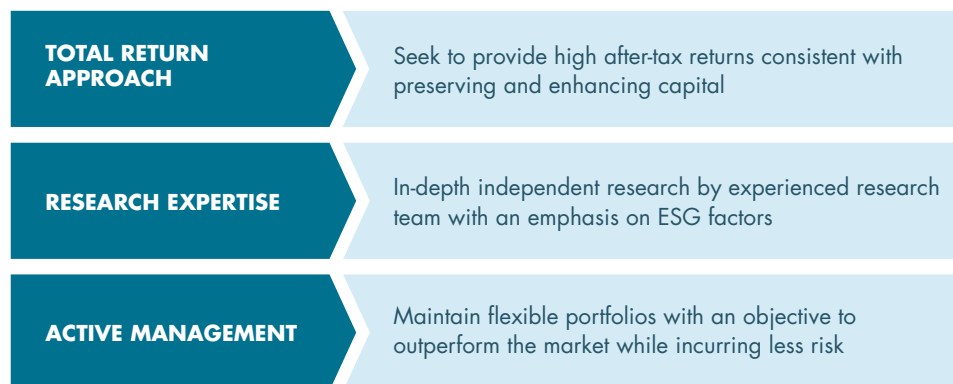 TOTAL RETURN
APPROACH
Seek to provide high after-tax returns consistent with
preserving and enhancing capital
RESEARCH EXPERTISE
In-depth independent research by experienced research
team with an emphasis on ESG factors
ACTIVE MANAGEMENT
Maintain flexible portfolios with an objective to
outperform the market while incurring less risk